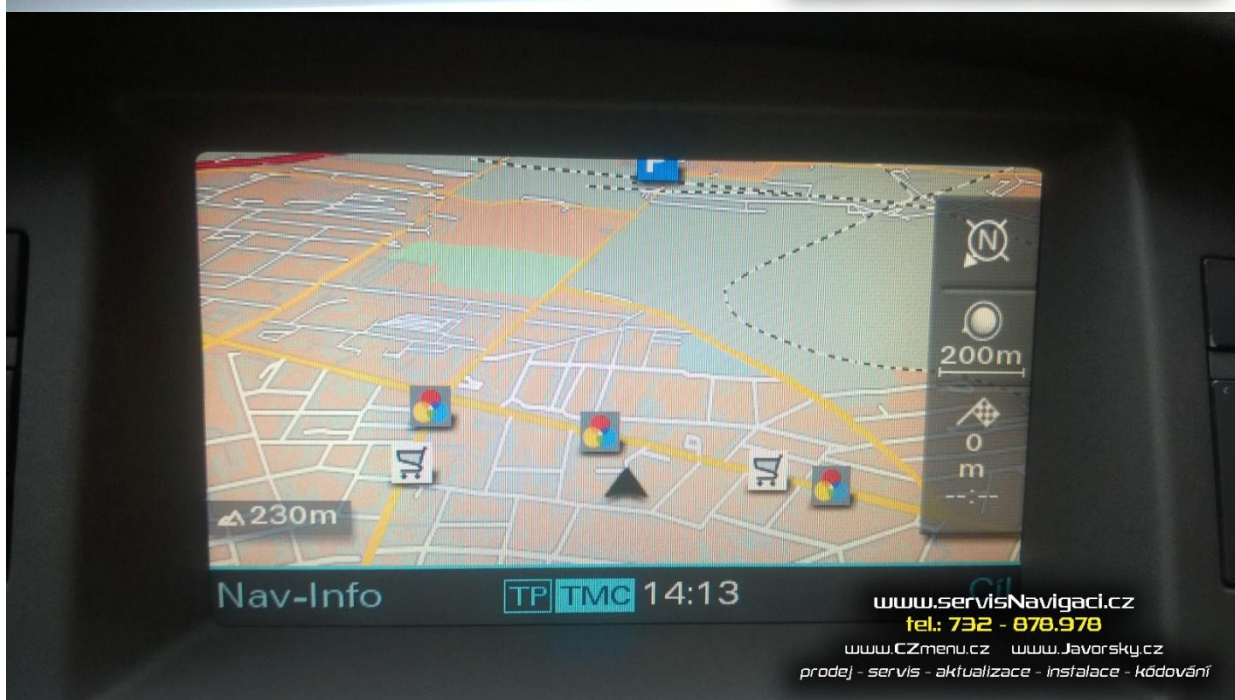 N
200m
0
m
--:--
230m
Nav-Info
TP TMC 14:13
Cíl
www.servisNavigaci.cz
tel.: 732 - 878.978
www.CZmenu.cz www.Javorsky.cz
prodej - servis - aktualizace - instalace - kódování